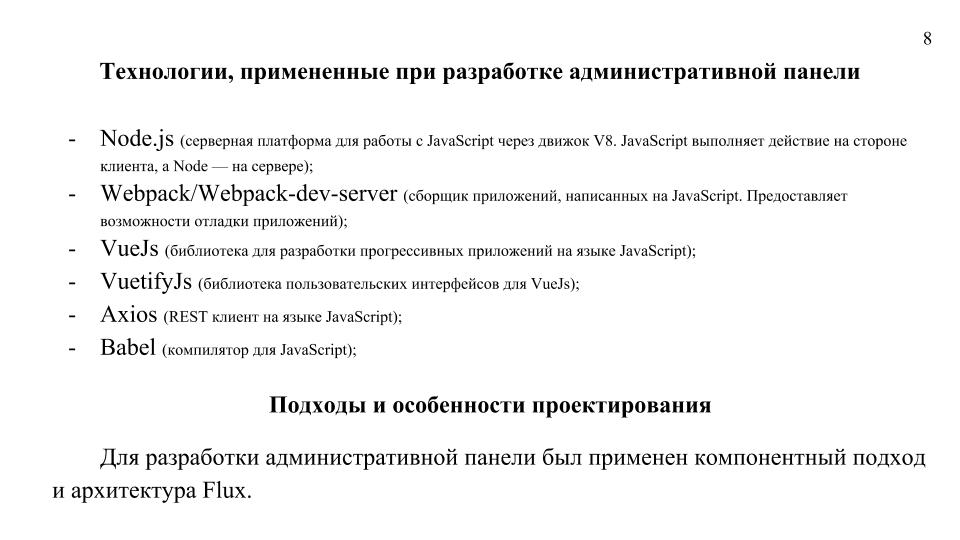 8
Технологии, примененные при разработке административной панели
- Node.js (серверная платформа для работы с JavaScript через движок V8. JavaScript выполняет действие на стороне
клиента, а Node — на сервере);
- Webpack/Webpack-dev-server (сборщик приложений, написанных на JavaScript. Предоставляет
возможности отладки приложений);
- VueJs (библиотека для разработки прогрессивных приложений на языке JavaScript);
- VuetifyJs (библиотека пользовательских интерфейсов для VueJs);
- Axios (REST клиент на языке JavaScript);
- Babel (компилятор для JavaScript);
Подходы и особенности проектирования
Для разработки административной панели был применен компонентный подход
и архитектура Flux.